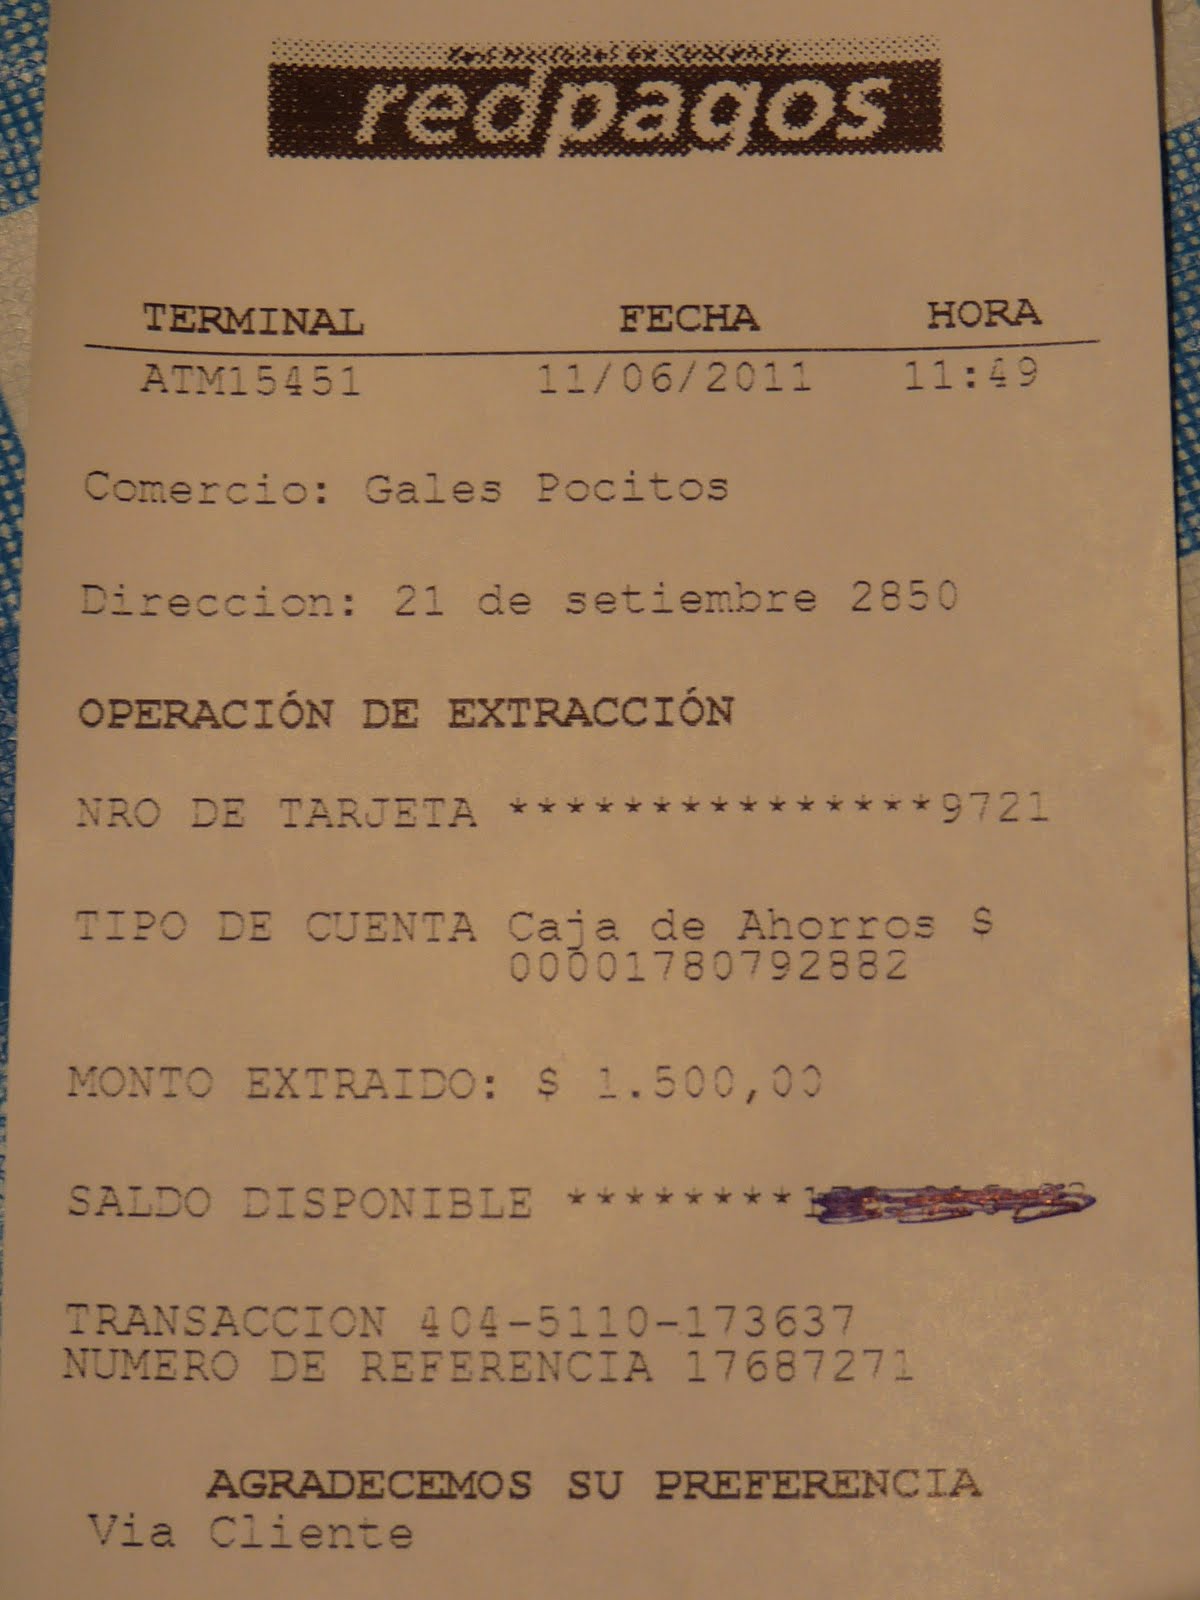 redpagos
TERMINAL FECHA HORA
ATM15451 11/06/2011 11:49
Comercio: Gales Pocitos
Direccion: 21 de setiembre 2850
OPERACIÓN DE EXTRACCIÓN
NRO DE TARJETA ***************9721
TIPO DE CUENTA Caja de Ahorros $
00001780792882
MONTO EXTRAIDO: $ 1.500,00
SALDO DISPONIBLE ********
TRANSACCION 404-5110-173637
NUMERO DE REFERENCIA 17687271
AGRADECEMOS SU PREFERENCIA
Via Cliente